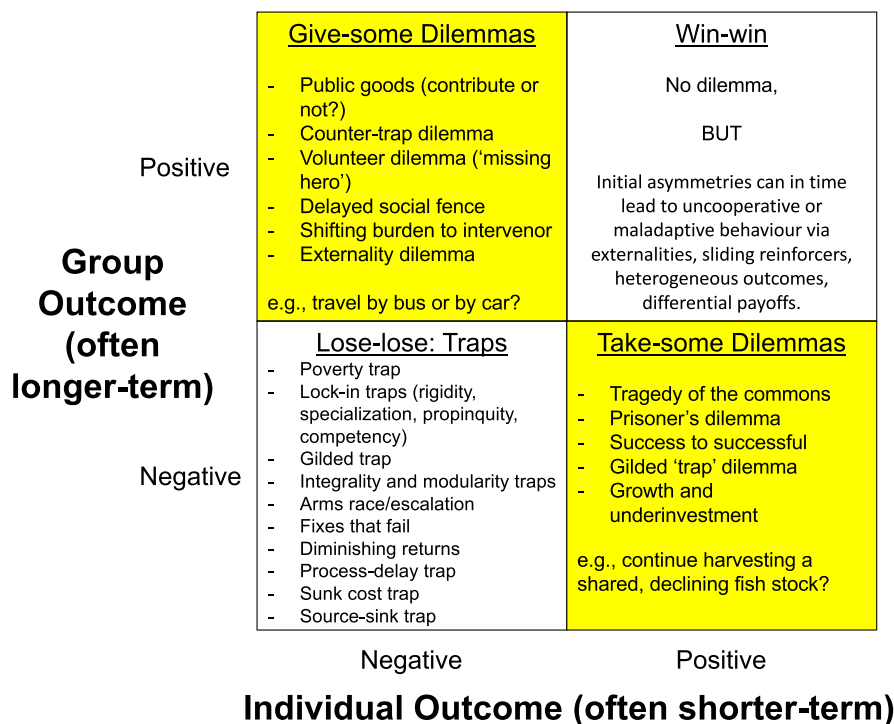 Give-some Dilemmas
- Public goods (contribute or
not?)
- Counter-trap dilemma
- Volunteer dilemma (‘missing
hero’)
- Delayed social fence
- Shifting burden to intervenor
- Externality dilemma
e.g., travel by bus or by car?
Win-win
No dilemma,
BUT
Initial asymmetries can in time
lead to uncooperative or
maladaptive behaviour via
externalities, sliding reinforcers,
heterogeneous outcomes,
differential payoffs.
Positive
Group
Outcome
(often
longer-term)
Negative
Lose-lose: Traps
- Poverty trap
- Lock-in traps (rigidity,
specialization, propinquity,
competency)
- Gilded trap
- Integrality and modularity traps
- Arms race/escalation
- Fixes that fail
- Diminishing returns
- Process-delay trap
- Sunk cost trap
- Source-sink trap
Take-some Dilemmas
- Tragedy of the commons
- Prisoner’s dilemma
- Success to successful
- Gilded ‘trap’ dilemma
- Growth and
underinvestment
e.g., continue harvesting a
shared, declining fish stock?
Negative
Positive
Individual Outcome (often shorter-term)